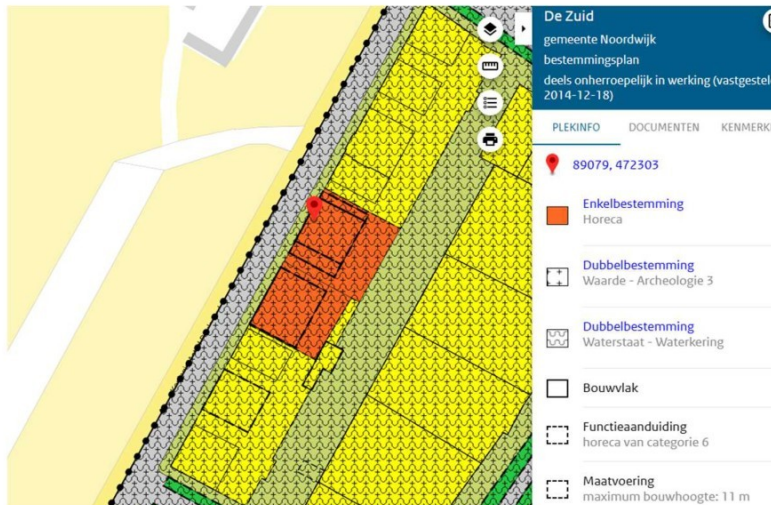 De Zuid
gemeente Noordwijk
bestemmingsplan
deels onherroepelijk in werking (vastgestel
2014-12-18)
PLEKINFO DOCUMENTEN KENMERK
89079, 472303
Enkelbestemming
Horeca
Dubbelbestemming
Waarde - Archeologie 3
Dubbelbestemming
Waterstaat - Waterkering
Bouwvlak
Functieaanduiding
horeca van categorie 6
Maatvoering
maximum bouwhoogte: 11 m